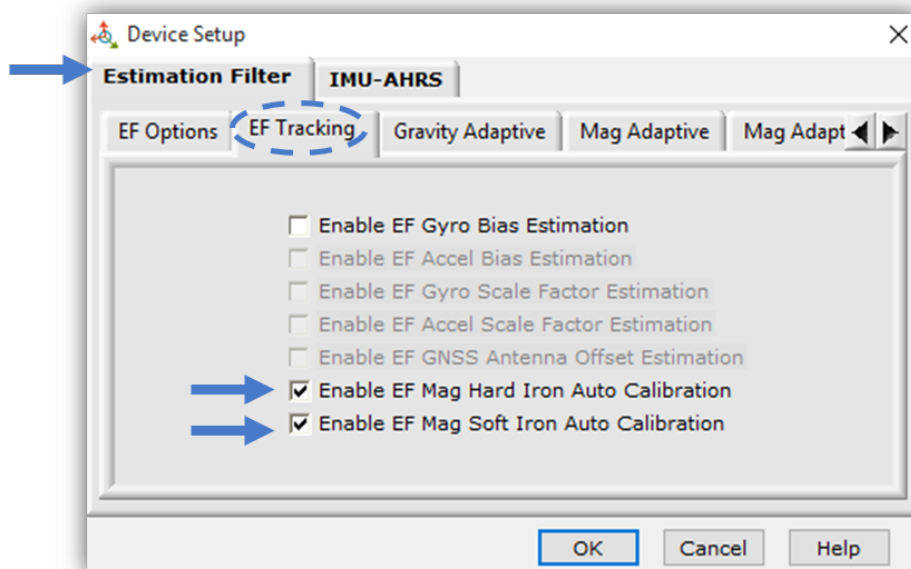 Device Setup
Estimation Filter IMU-AHRS
EF Options EF Tracking Gravity Adaptive Mag Adaptive Mag Adapt
Enable EF Gyro Bias Estimation
Enable EF Accel Bias Estimation
Enable EF Gyro Scale Factor Estimation
Enable EF Accel Scale Factor Estimation
Enable EF GNSS Antenna Offset Estimation
Enable EF Mag Hard Iron Auto Calibration
Enable EF Mag Soft Iron Auto Calibration
OK Cancel Help